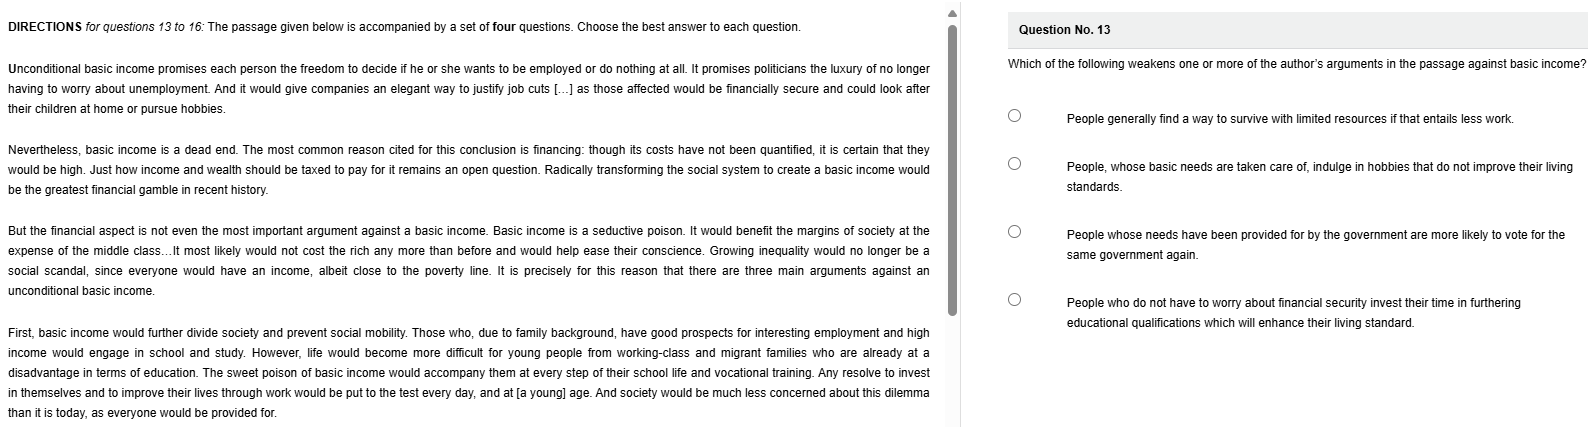 DIRECTIONS for questions 13 to 16: The passage given below is accompanied by a set of four questions. Choose the best answer to each question.
Unconditional basic income promises each person the freedom to decide if he or she wants to be employed or do nothing at all. It promises politicians the luxury of no longer
having to worry about unemployment. And it would give companies an elegant way to justify job cuts [...] as those affected would be financially secure and could look after
their children at home or pursue hobbies.
Nevertheless, basic income is a dead end. The most common reason cited for this conclusion is financing: though its costs have not been quantified, it is certain that they
would be high. Just how income and wealth should be taxed to pay for it remains an open question. Radically transforming the social system to create a basic income would
be the greatest financial gamble in recent history.
But the financial aspect is not even the most important argument against a basic income. Basic income is a seductive poison. It would benefit the margins of society at the
expense of the middle class...It most likely would not cost the rich any more than before and would help ease their conscience. Growing inequality would no longer be a
social scandal, since everyone would have an income, albeit close to the poverty line. It is precisely for this reason that there are three main arguments against an
unconditional basic income.
First, basic income would further divide society and prevent social mobility. Those who, due to family background, have good prospects for interesting employment and high
income would engage in school and study. However, life would become more difficult for young people from working-class and migrant families who are already at a
disadvantage in terms of education. The sweet poison of basic income would accompany them at every step of their school life and vocational training. Any resolve to invest
in themselves and to improve their lives through work would be put to the test every day, and at [a young] age. And society would be much less concerned about this dilemma
than it is today, as everyone would be provided for.
Question No. 13
Which of the following weakens one or more of the author's arguments in the passage against basic income?
People generally find a way to survive with limited resources if that entails less work.
People, whose basic needs are taken care of, indulge in hobbies that do not improve their living
standards.
People whose needs have been provided for by the government are more likely to vote for the
same government again.
People who do not have to worry about financial security invest their time in furthering
educational qualifications which will enhance their living standard.